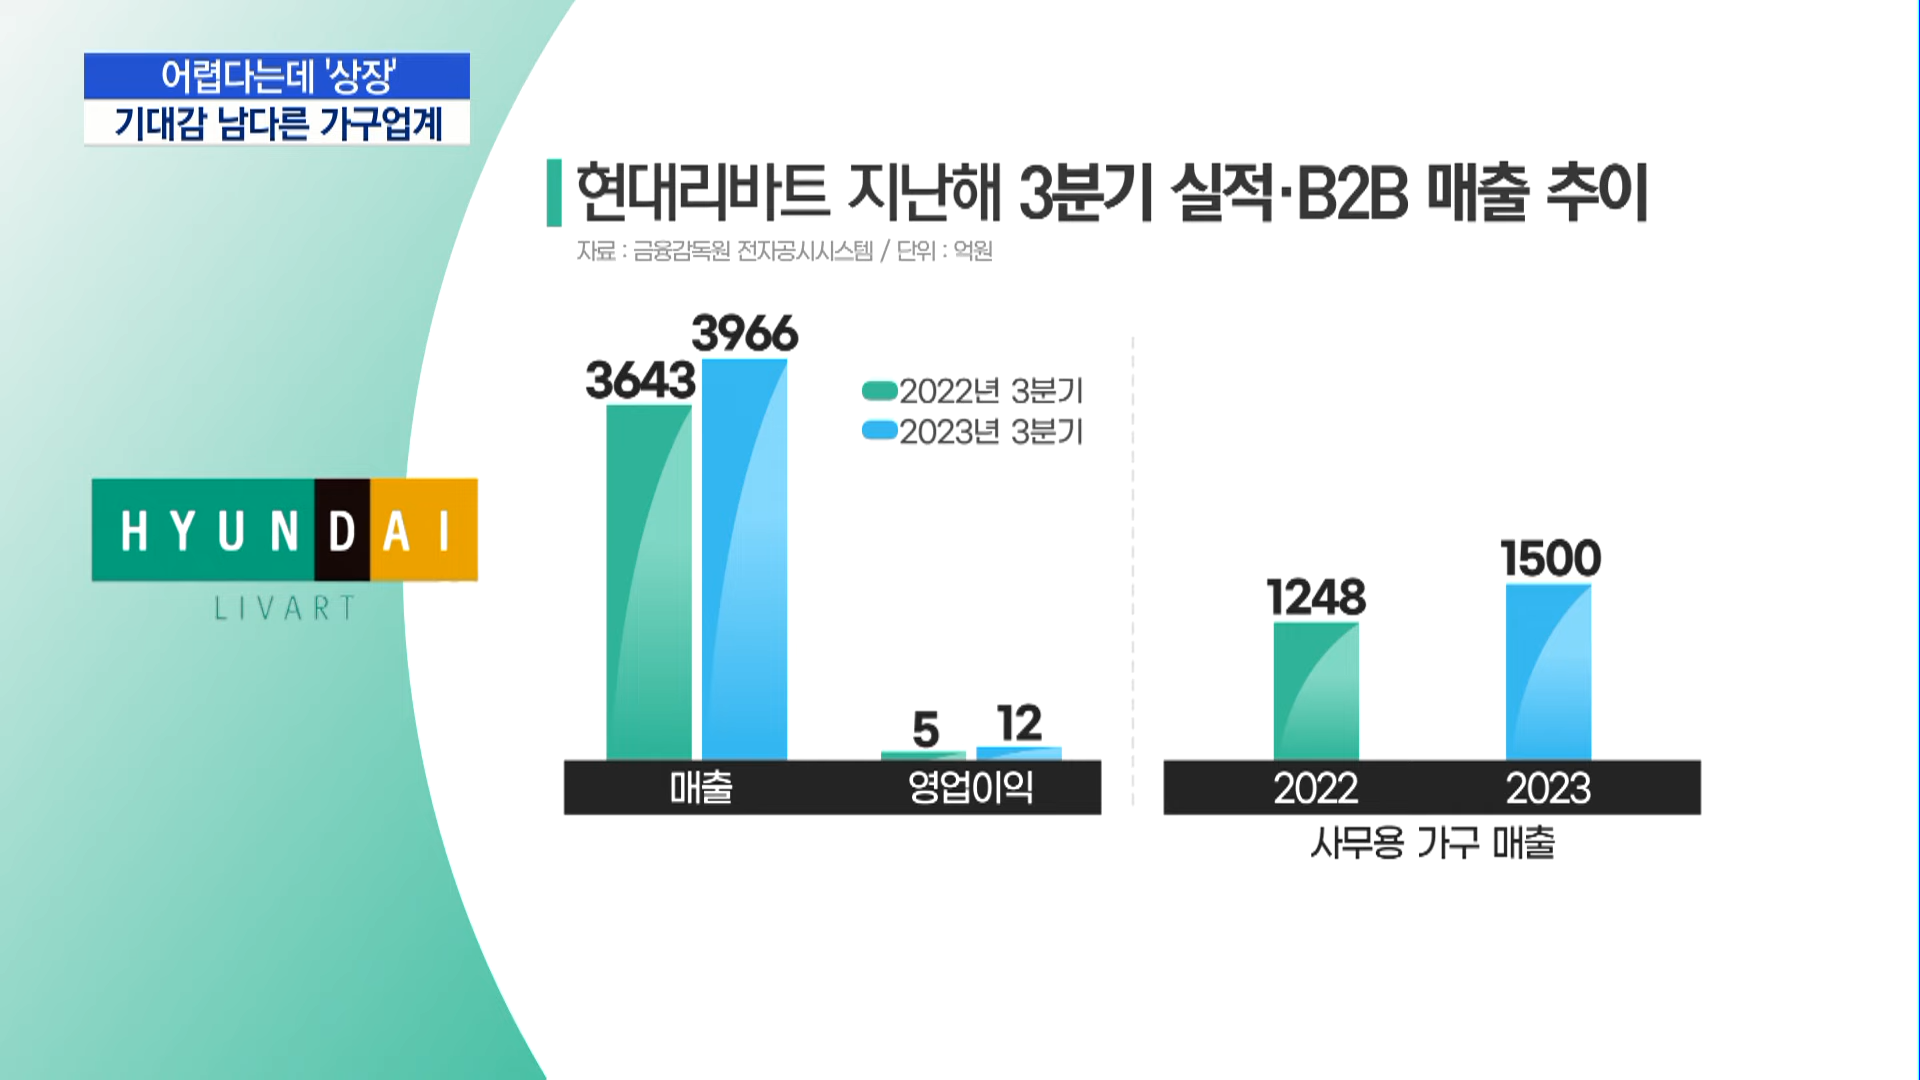 어렵다는데 '상장'
기대감 남다른 가구업계
현대리바트 지난해 3분기 실적·B2B 매출 추이
자료 : 금융감독원 전자공시시스템 / 단위 : 억원
HYUNDAI
LIVART
3643
3966
2022년 3분기
2023년 3분기
5
12
매출
영업이익
1248
1500
2022
2023
사무용 가구 매출